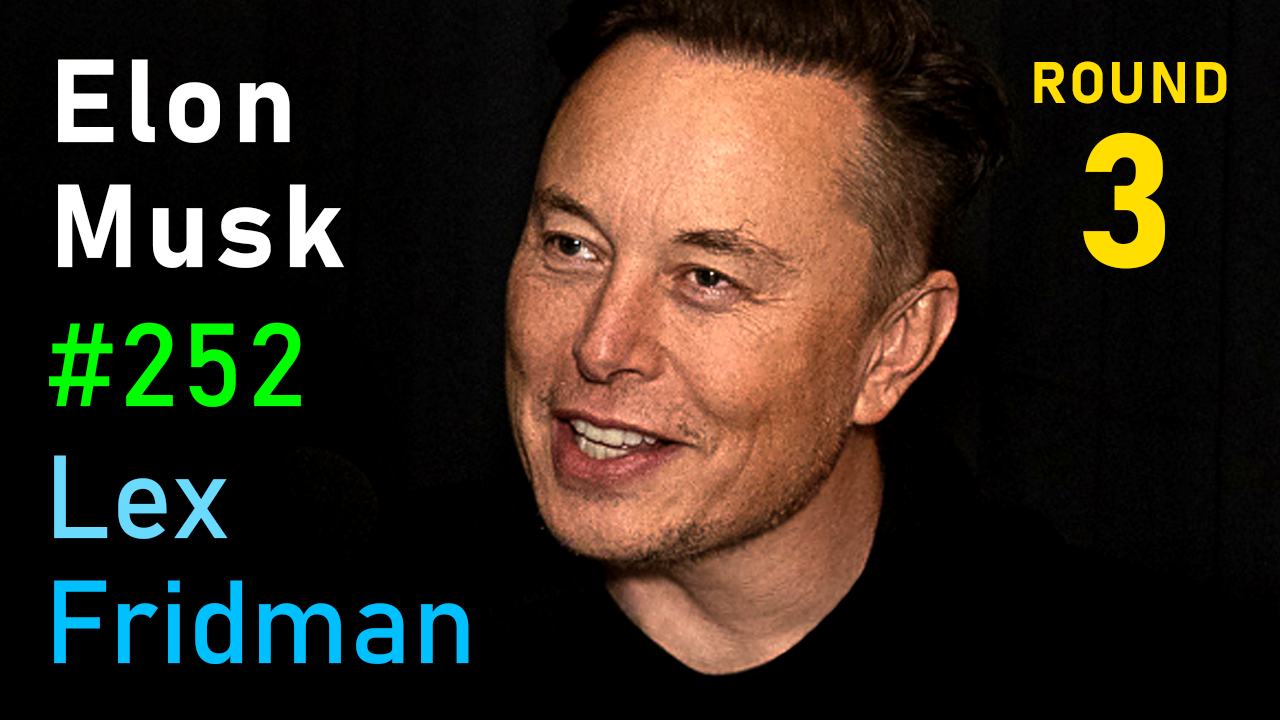 Elon
Musk
#252
Lex
Fridman
ROUND
3